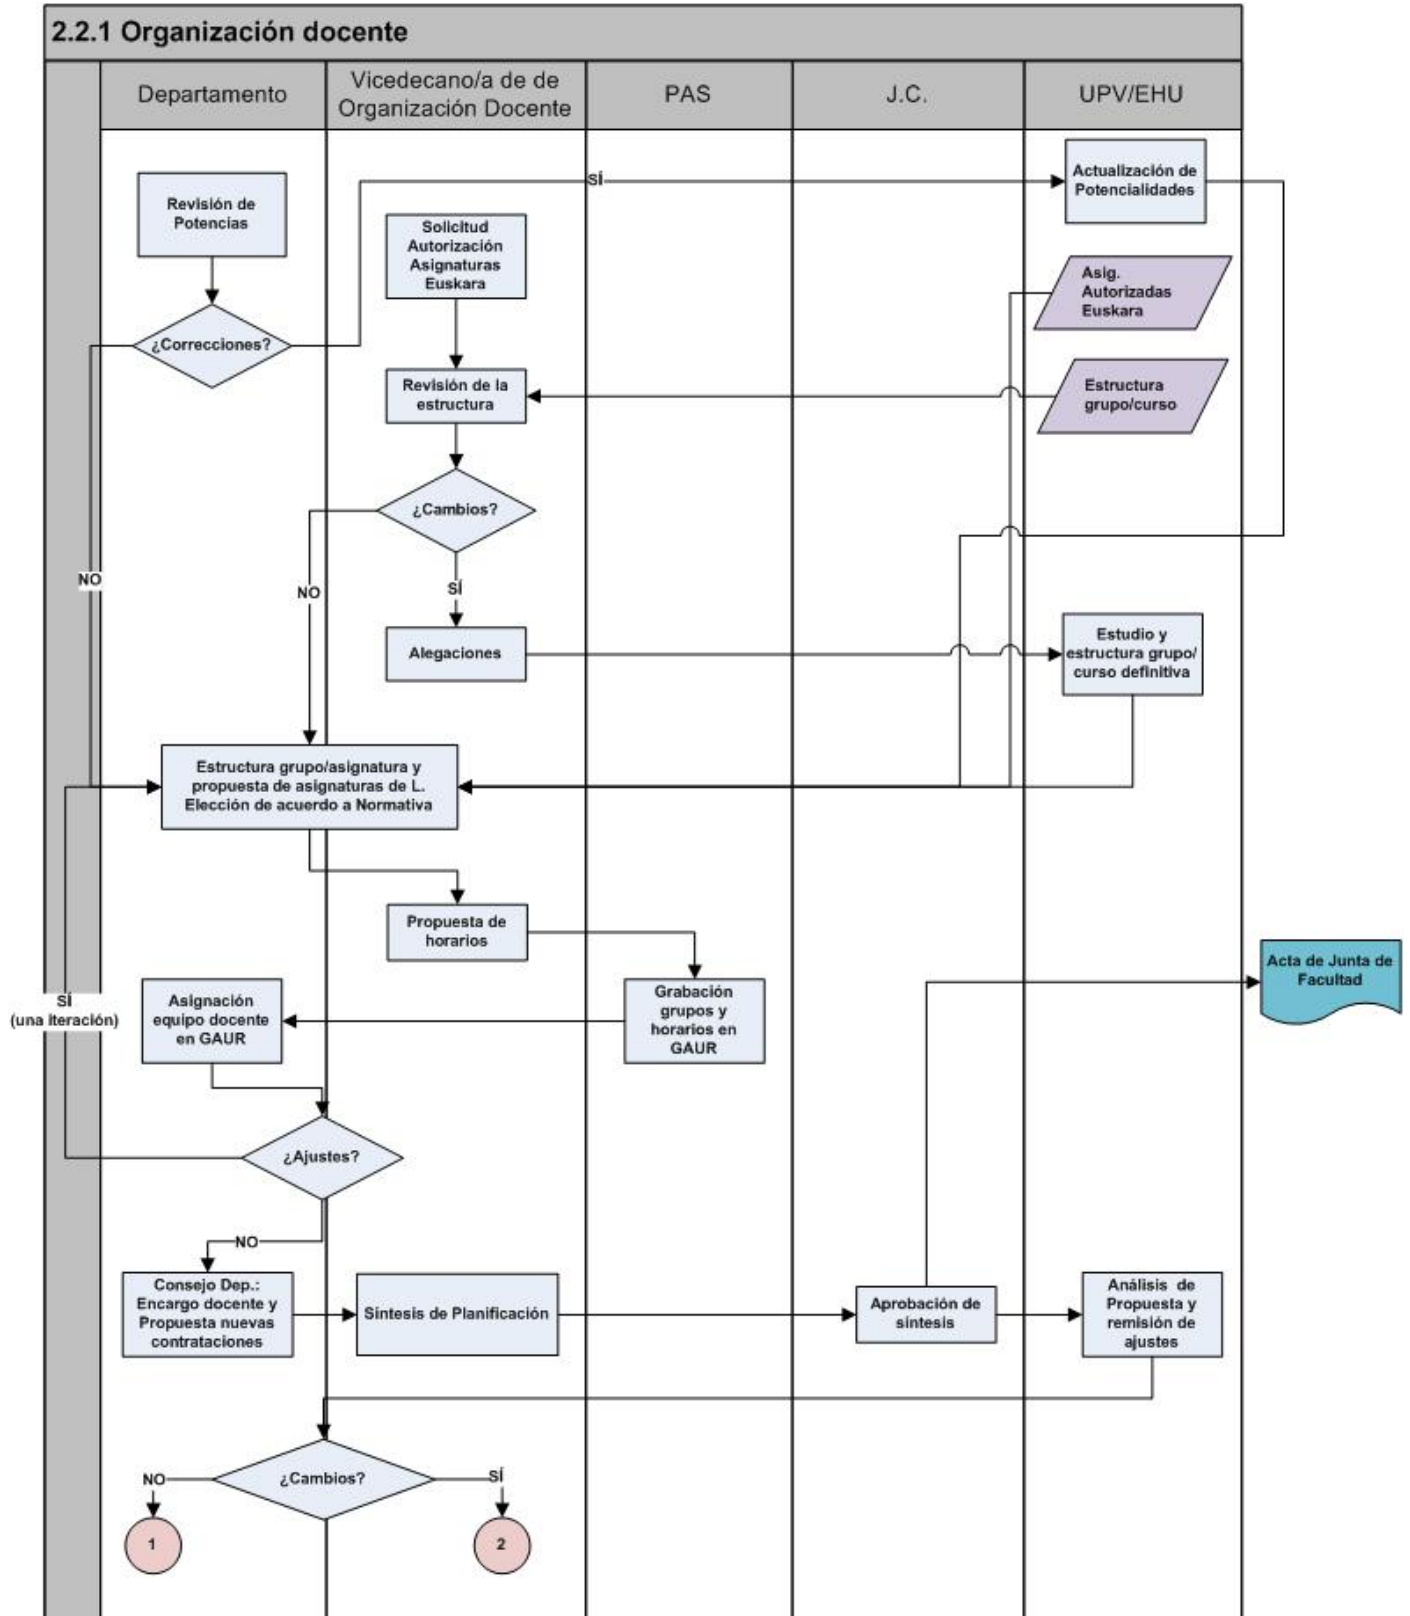 2.2.1 Organización docente
Departamento
Vicedecano/a de de
Organización Docente
PAS
J.C.
UPV/EHU
Revisión de
Potencias
Solicitud
Autorización
Asignaturas
Euskara
SÍ
Actualización de
Potencialidades
Asig.
Autorizadas
Euskara
¿Correcciones?
Revisión de la
estructura
Estructura
grupo/curso
¿Cambios?
NO
NO
SÍ
Alegaciones
Estudio y
estructura grupo/
curso definitiva
Estructura grupo/asignatura y
propuesta de asignaturas de L.
Elección de acuerdo a Normativa
Propuesta de
horarios
Acta de Junta de
Facultad
SÍ
(una iteración)
Asignación
equipo docente
en GAUR
Grabación
grupos y
horarios en
GAUR
¿Ajustes?
NO
Consejo Dep.:
Encargo docente y
Propuesta nuevas
contrataciones
Síntesis de Planificación
Aprobación de
síntesis
Análisis de
Propuesta y
remisión de
ajustes
¿Cambios?
NO
SÍ
1
2